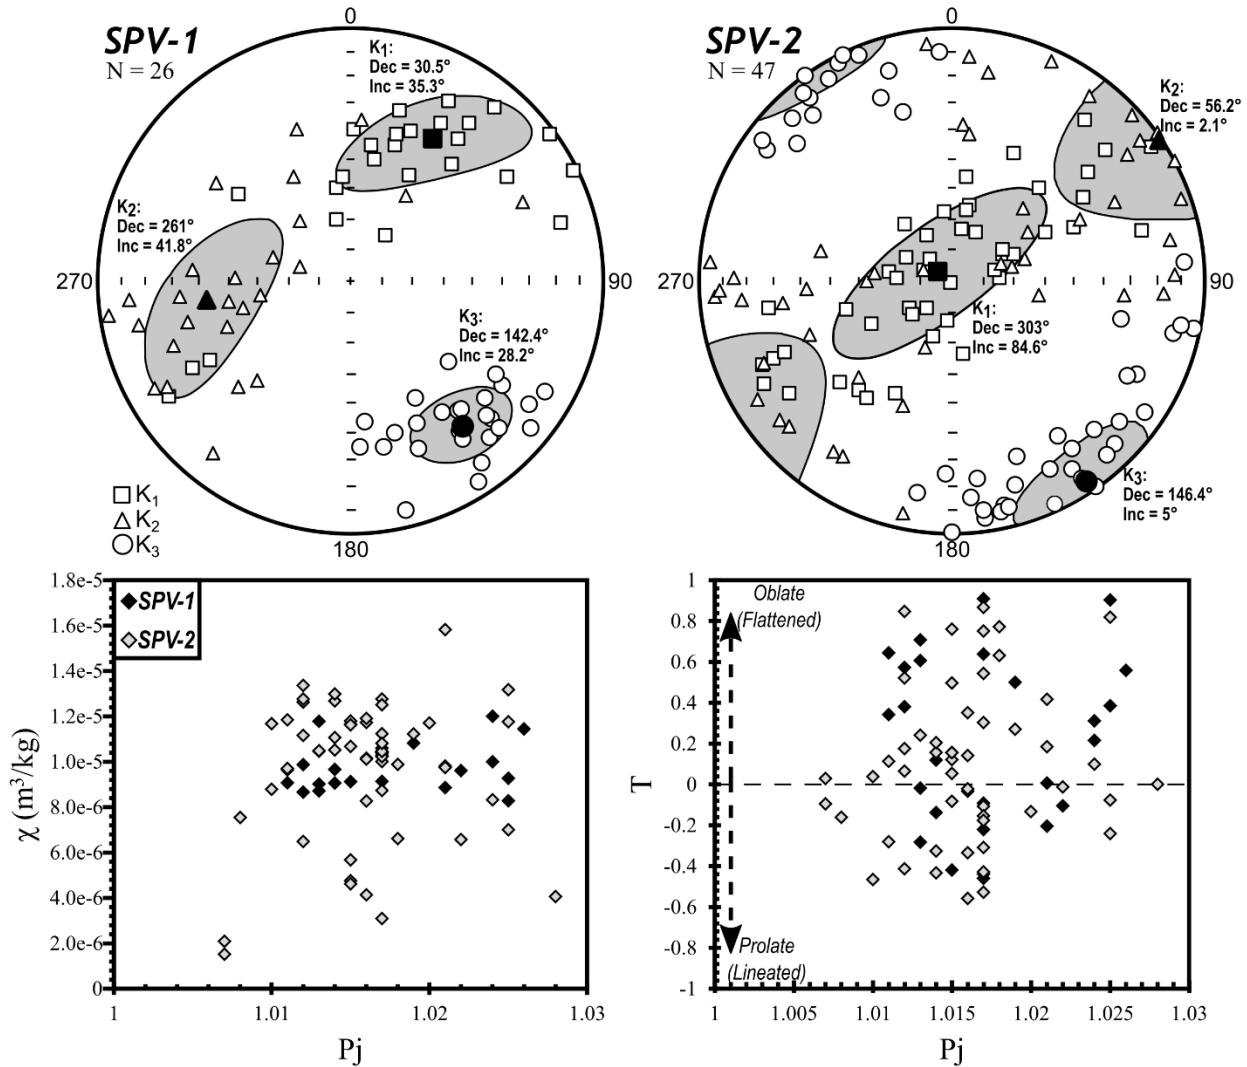 SPV-1
N = 26
0
K1:
Dec = 30.5°
Inc = 35.3°
K2:
Dec = 261°
Inc = 41.8°
270
90
K3:
Dec = 142.4°
Inc = 28.2°
K1
K2
K3
180
SPV-2
N = 47
0
K2:
Dec = 56.2°
Inc = 2.1°
270
90
K1:
Dec = 303°
Inc = 84.6°
K3:
Dec = 146.4°
Inc = 5°
180
1.8e-5
1.6e-5
1.4e-5
1.2e-5
1.0e-5
8.0e-6
6.0e-6
4.0e-6
2.0e-6
0
χ (m³/kg)
SPV-1
SPV-2
1
1.01
1.02
1.03
Pj
1
0.8
0.6
0.4
0.2
0
-0.2
-0.4
-0.6
-0.8
-1
T
Oblate
(Flattened)
Prolate
(Lineated)
1
1.005
1.01
1.015
1.02
1.025
1.03
Pj